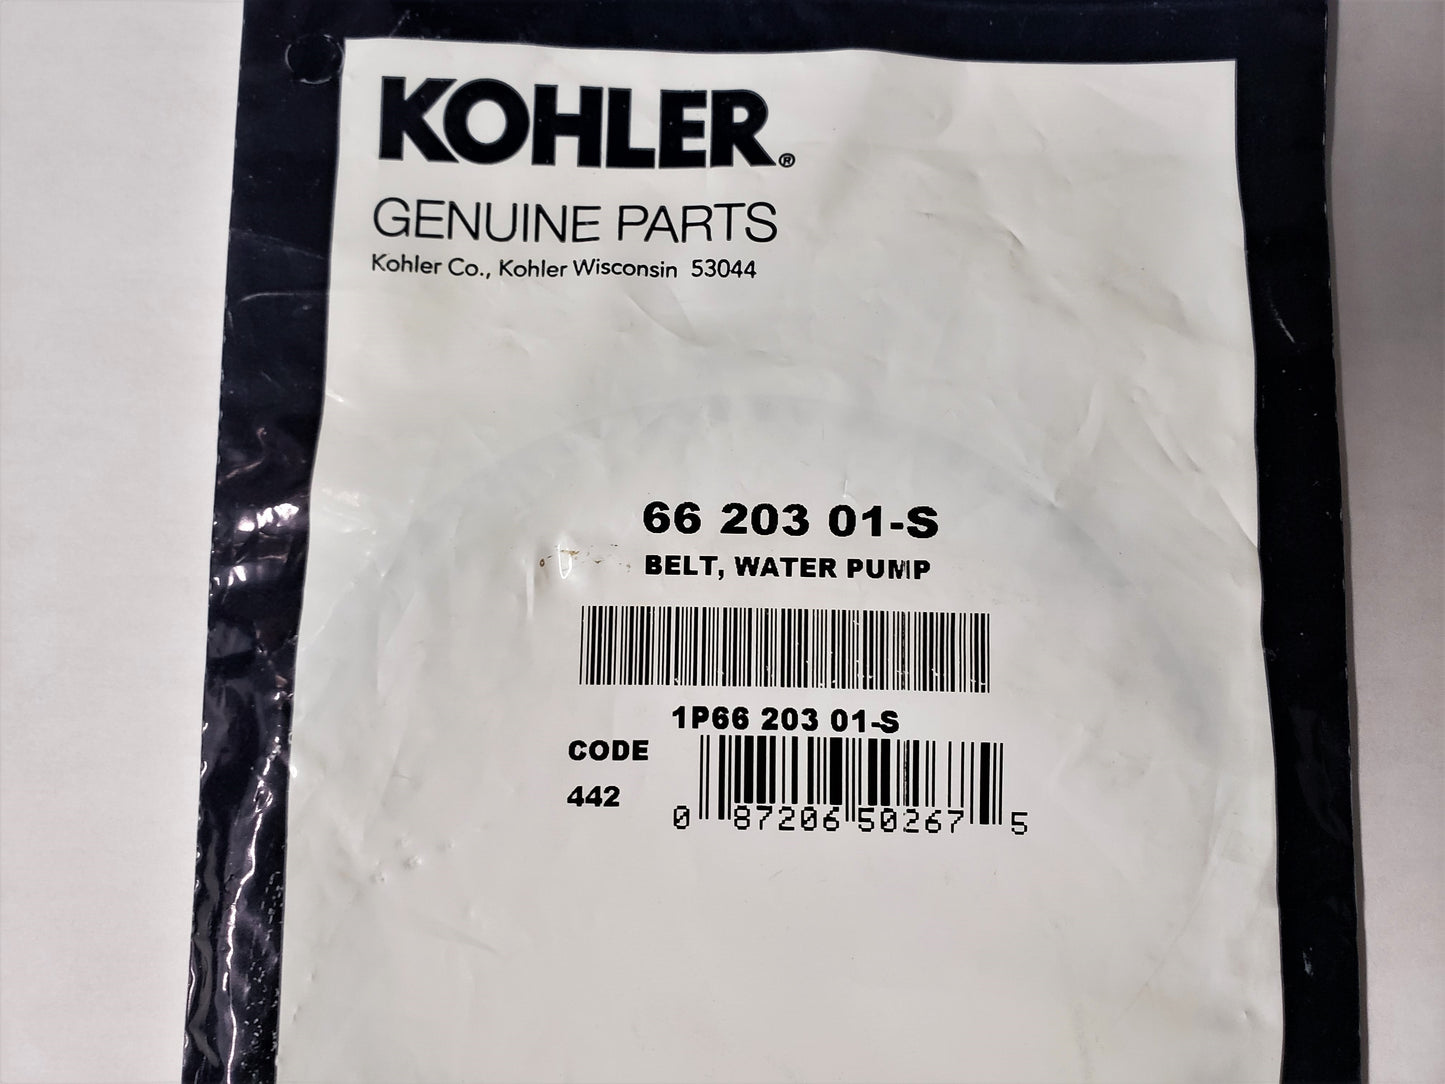 KOHLER®
GENUINE PARTS
Kohler Co., Kohler Wisconsin 53044
66 203 01-S
BELT, WATER PUMP
1P66 203 01-S
CODE
442
0 87206 50267 5